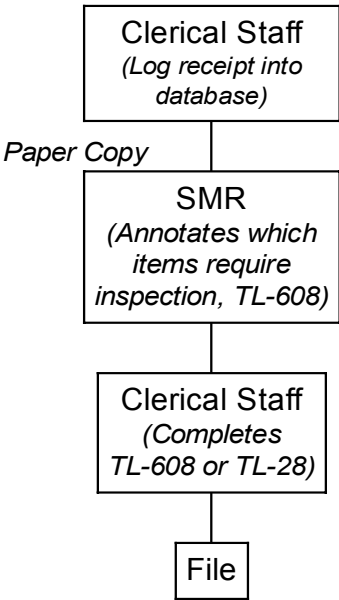 Clerical Staff
(Log receipt into
database)
Paper Copy
SMR
(Annotates which
items require
inspection, TL-608)
Clerical Staff
(Completes
TL-608 or TL-28)
File